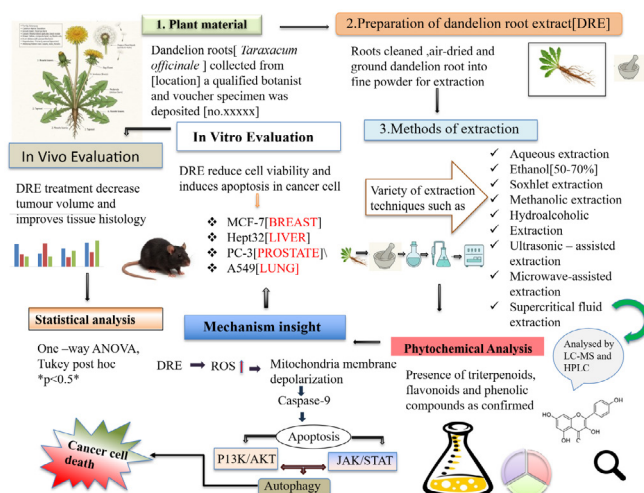 1. Plant material
2.Preparation of dandelion root extract[DRE]
Dandelion roots[ Taraxacum
officinale ] collected from
[location] a qualified botanist
and voucher specimen was
deposited [no.xxxxx]
Roots cleaned ,air-dried and
ground dandelion root into
fine powder for extraction
In Vivo Evaluation
DRE treatment decrease
tumour volume and
improves tissue histology
Statistical analysis
One –way ANOVA,
Tukcy post hoc
*p<0.5*
In Vitro Evaluation
DRE reduce cell viability and
induces apoptosis in cancer cell
❖ MCF-7[BREAST]
❖ Hept32[LIVER]
❖ PC-3[PROSTATE]\
❖ A549[LUNG]
3.Methods of extraction
Variety of extraction
techniques such as
✓ Aqueous extraction
✓ Ethanol[50-70%]
✓ Soxhlet extraction
✓ Methanolic extraction
✓ Hydroalcoholic
✓ Extraction
✓ Ultrasonic – assisted
extraction
✓ Microwave-assisted
extraction
✓ Supercritical fluid
extraction
Analysed by
LC-MS and
HPLC
Phytochemical Analysis
Presence of triterpenoids,
flavonoids and phenolic
compounds as confirmed
HO
OH
OH
OH
O
O
Mechanism insight
DRE
ROS
Mitochondria membrane
depolarization
Caspase-9
Apoptosis
P13K/AKT
JAK/STAT
Autophagy
Cancer cell
death